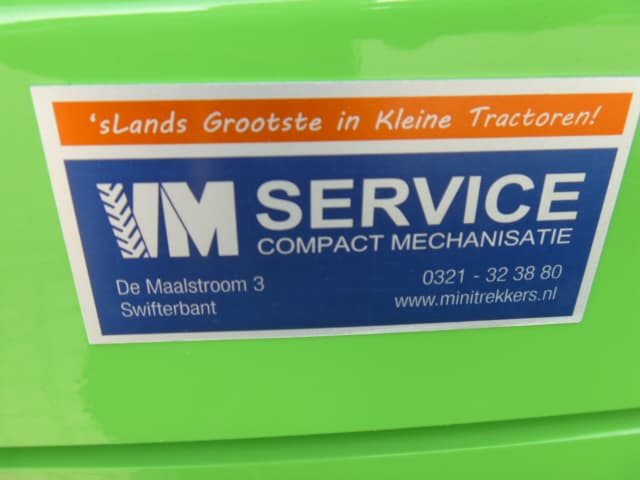 'sLands Grootste in Kleine Tractoren!
VM SERVICE
COMPACT MECHANISATIE
De Maalstroom 3
Swifterbant
0321 - 32 38 80
www.minitrekkers.nl